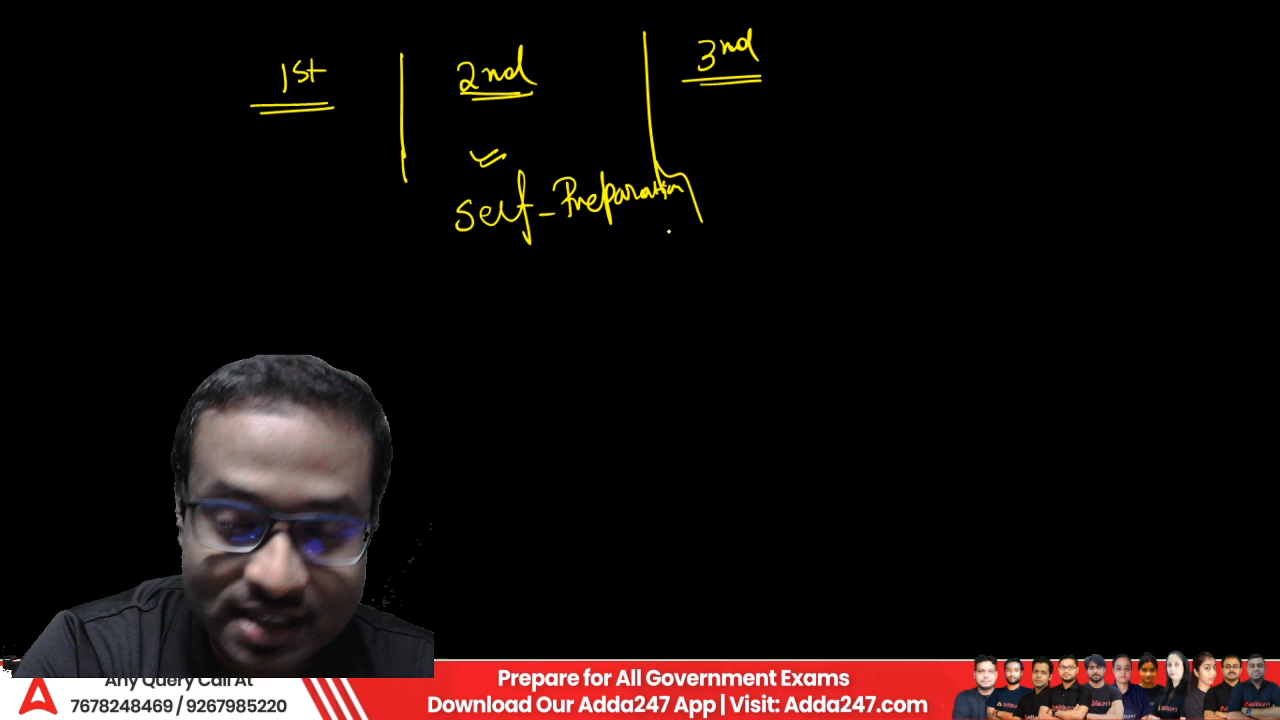 1st
2nd
3nd
self-Preparation
Any Query Call At
7678248469 / 9267985220
Prepare for All Government Exams
Download Our Adda247 App | Visit: Adda247.com